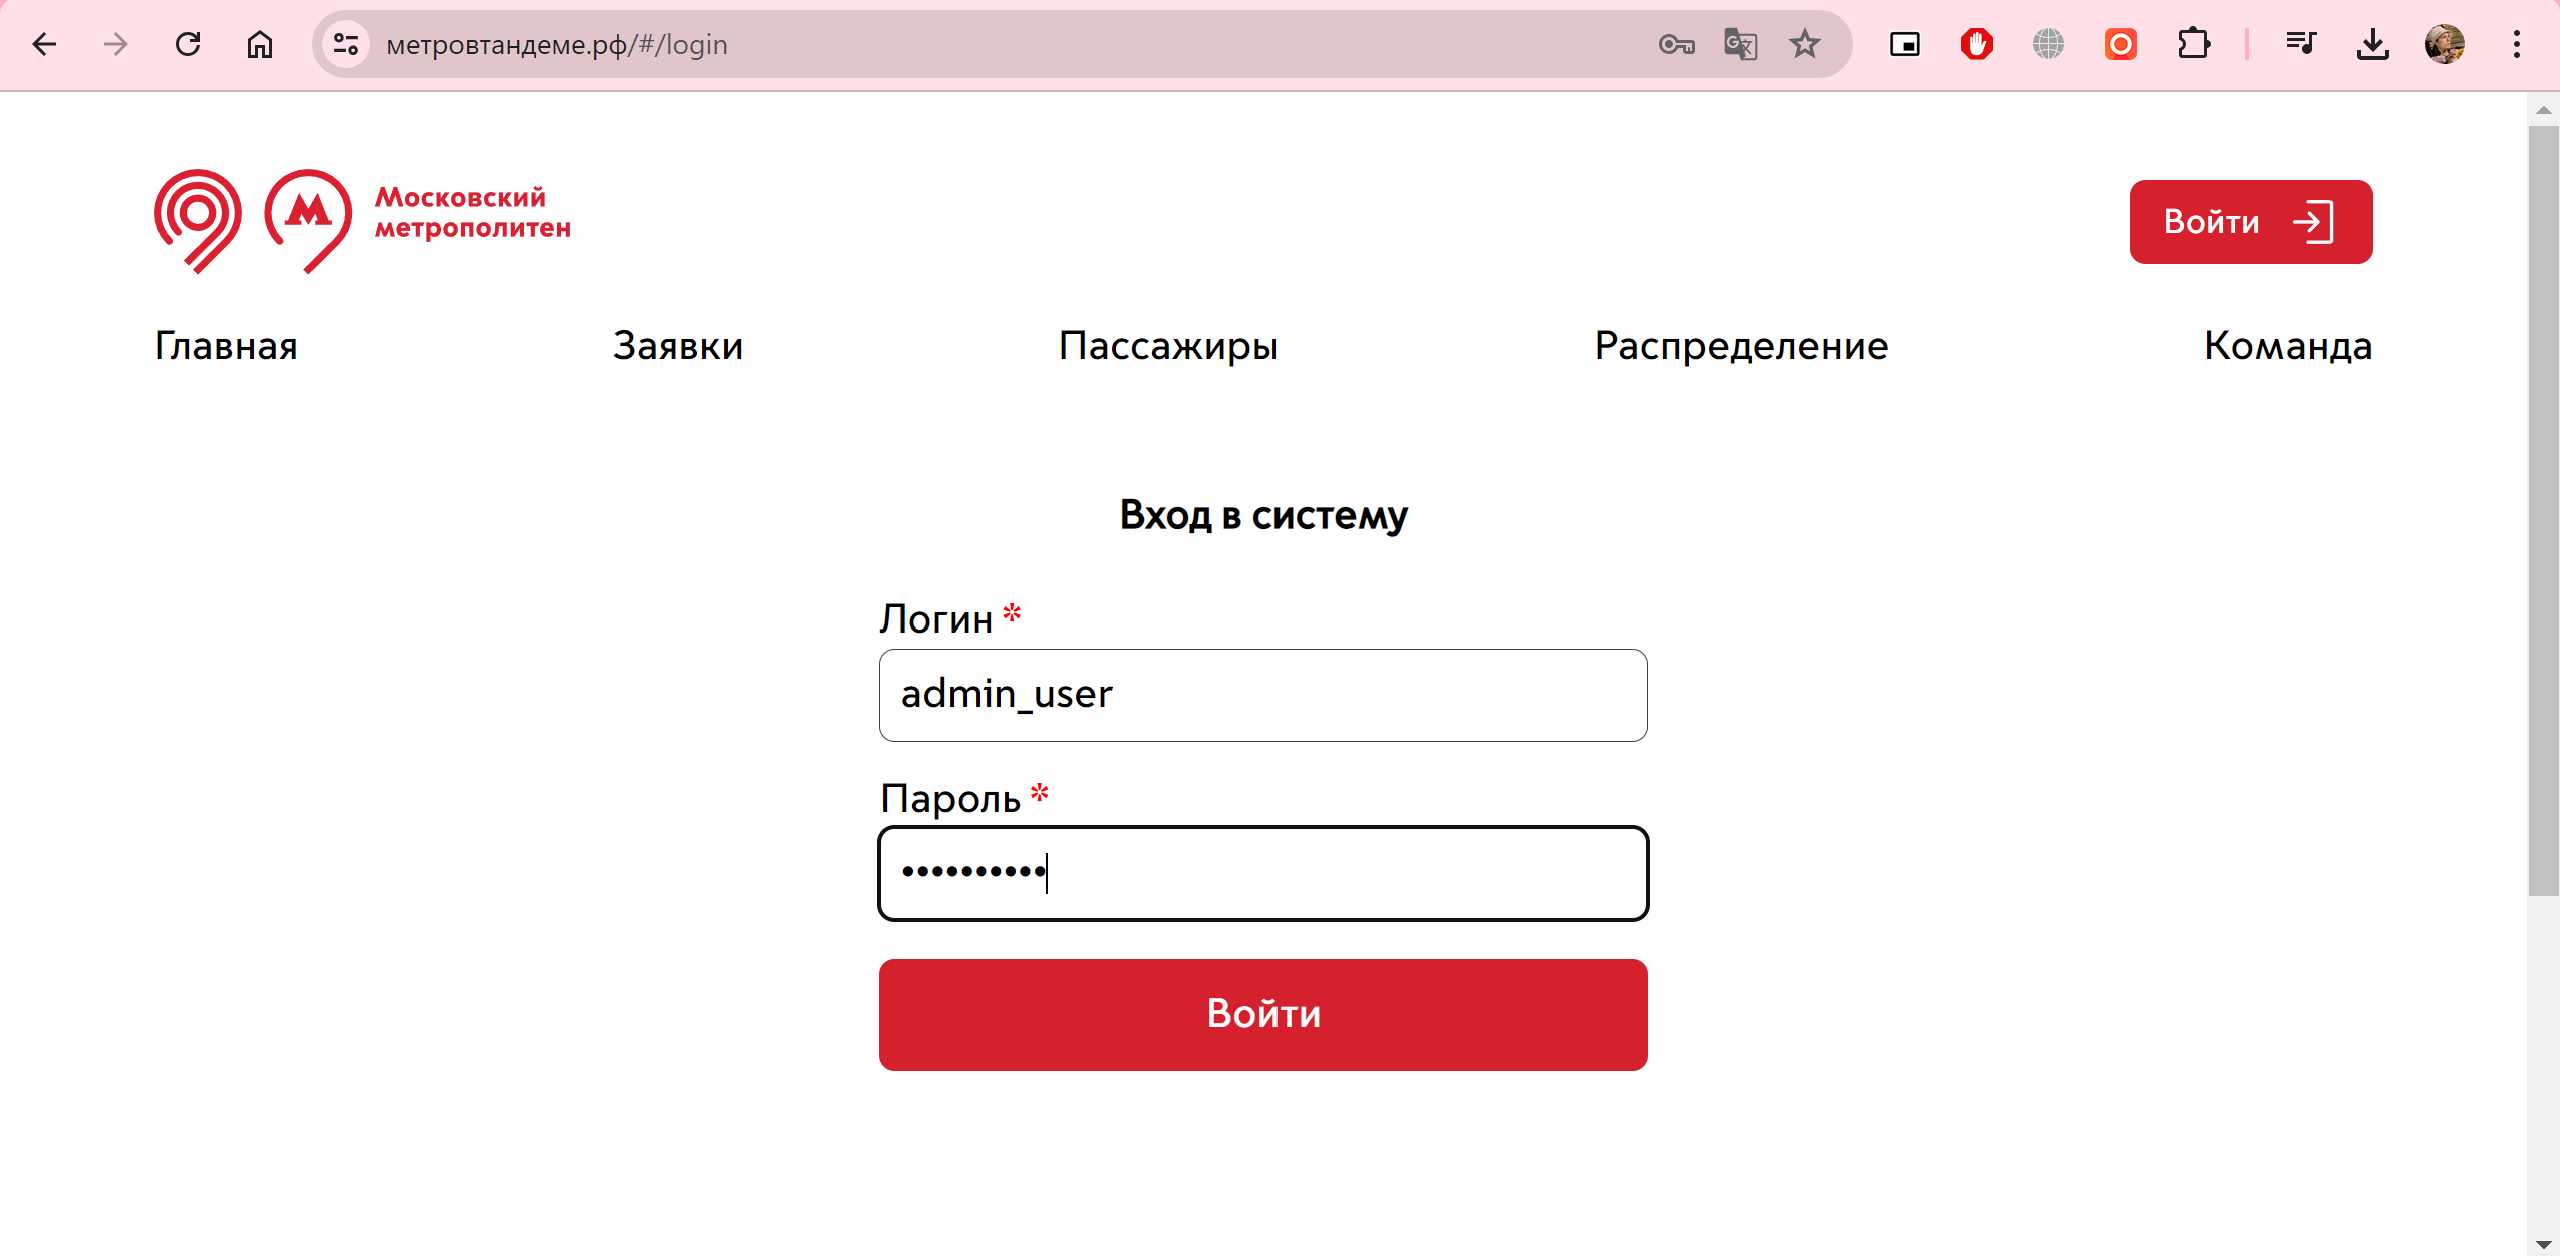 метровтандеме.рф/#/login
Московский
метрополитен
Войти
Главная
Заявки
Пассажиры
Распределение
Команда
Вход в систему
Логин *
admin_user
Пароль *
••••••••••
Войти